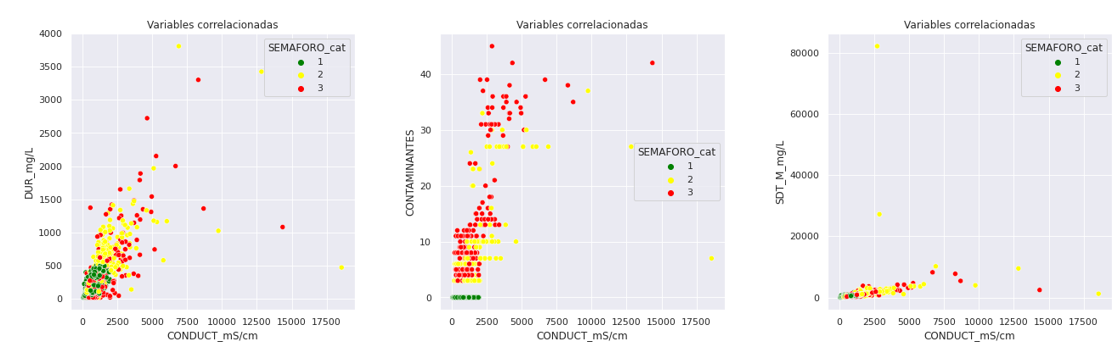 Variables correlacionadas
SEMAFORO_cat
1
2
3
4000
3500
3000
2500
2000
1500
1000
500
0
DUR_mg/L
0 2500 5000 7500 10000 12500 15000 17500
CONDUCT_mS/cm
Variables correlacionadas
40
30
20
10
0
CONTAMINANTES
SEMAFORO_cat
1
2
3
0 2500 5000 7500 10000 12500 15000 17500
CONDUCT_mS/cm
Variables correlacionadas
SEMAFORO_cat
1
2
3
80000
60000
40000
20000
0
SDT_M_mg/L
0 2500 5000 7500 10000 12500 15000 17500
CONDUCT_mS/cm